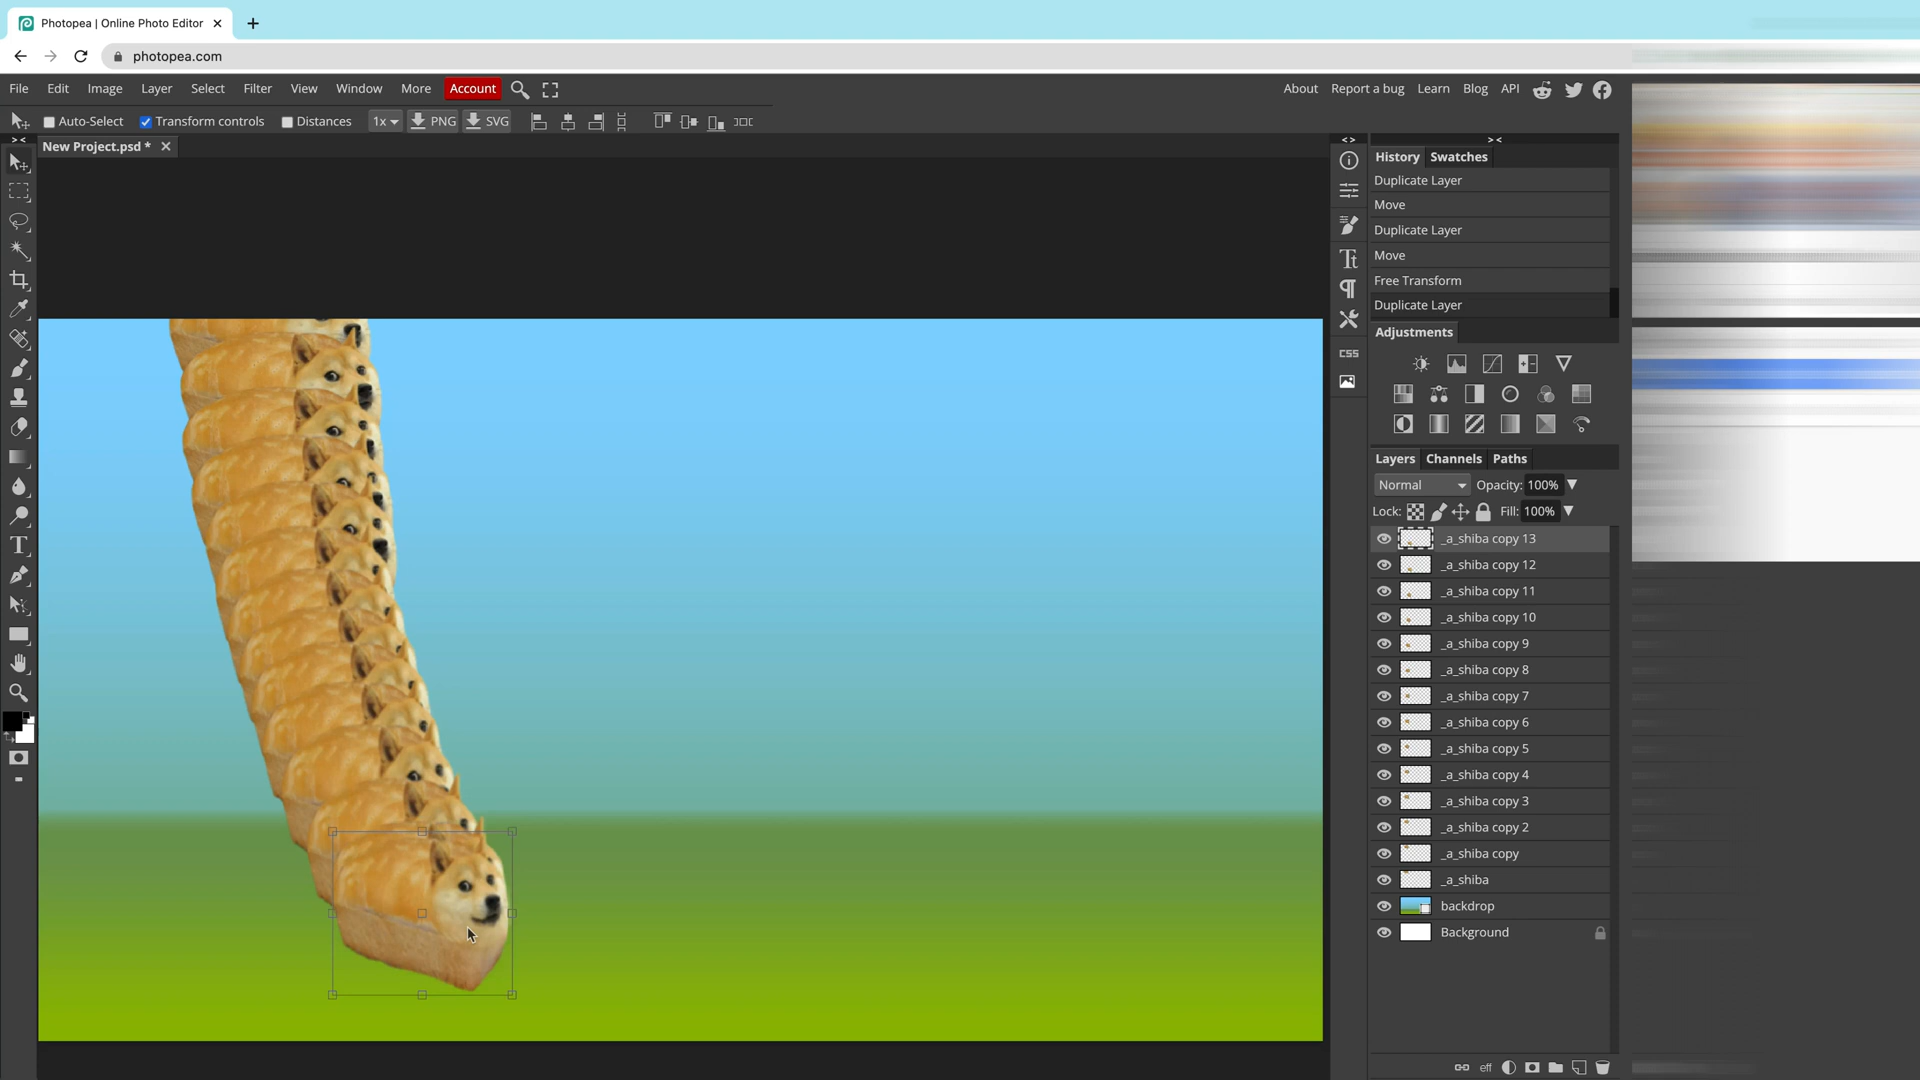 Photopea | Online Photo Editor
photopea.com
File Edit Image Layer Select Filter View Window More Account About Report a bug Learn Blog API
Auto-Select Transform controls Distances 1x PNG SVG
New Project.psd *
History Swatches
Duplicate Layer
Move
Duplicate Layer
Move
Free Transform
Duplicate Layer
Adjustments
CSS
Layers Channels Paths
Normal Opacity: 100%
Lock: Fill: 100%
_a_shiba copy 13
_a_shiba copy 12
_a_shiba copy 11
_a_shiba copy 10
_a_shiba copy 9
_a_shiba copy 8
_a_shiba copy 7
_a_shiba copy 6
_a_shiba copy 5
_a_shiba copy 4
_a_shiba copy 3
_a_shiba copy 2
_a_shiba copy
_a_shiba
backdrop
Background
eff